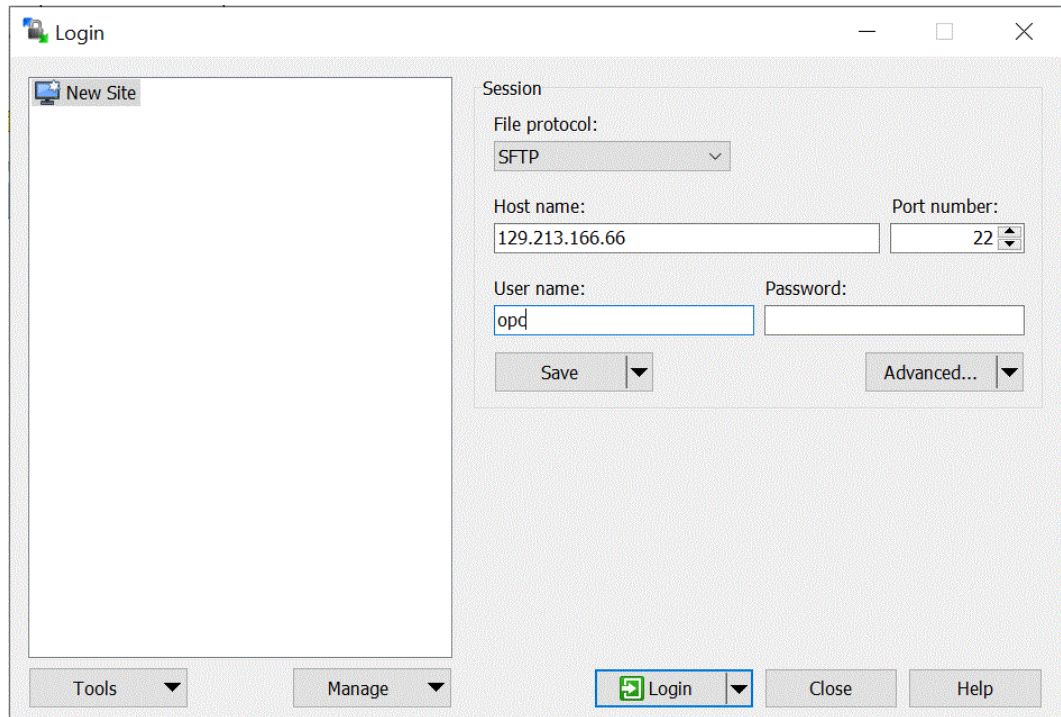 Login
New Site
Session
File protocol:
SFTP
Host name:
Port number:
129.213.166.66
22
User name:
Password:
opc
Save
Advanced...
Tools
Manage
Login
Close
Help